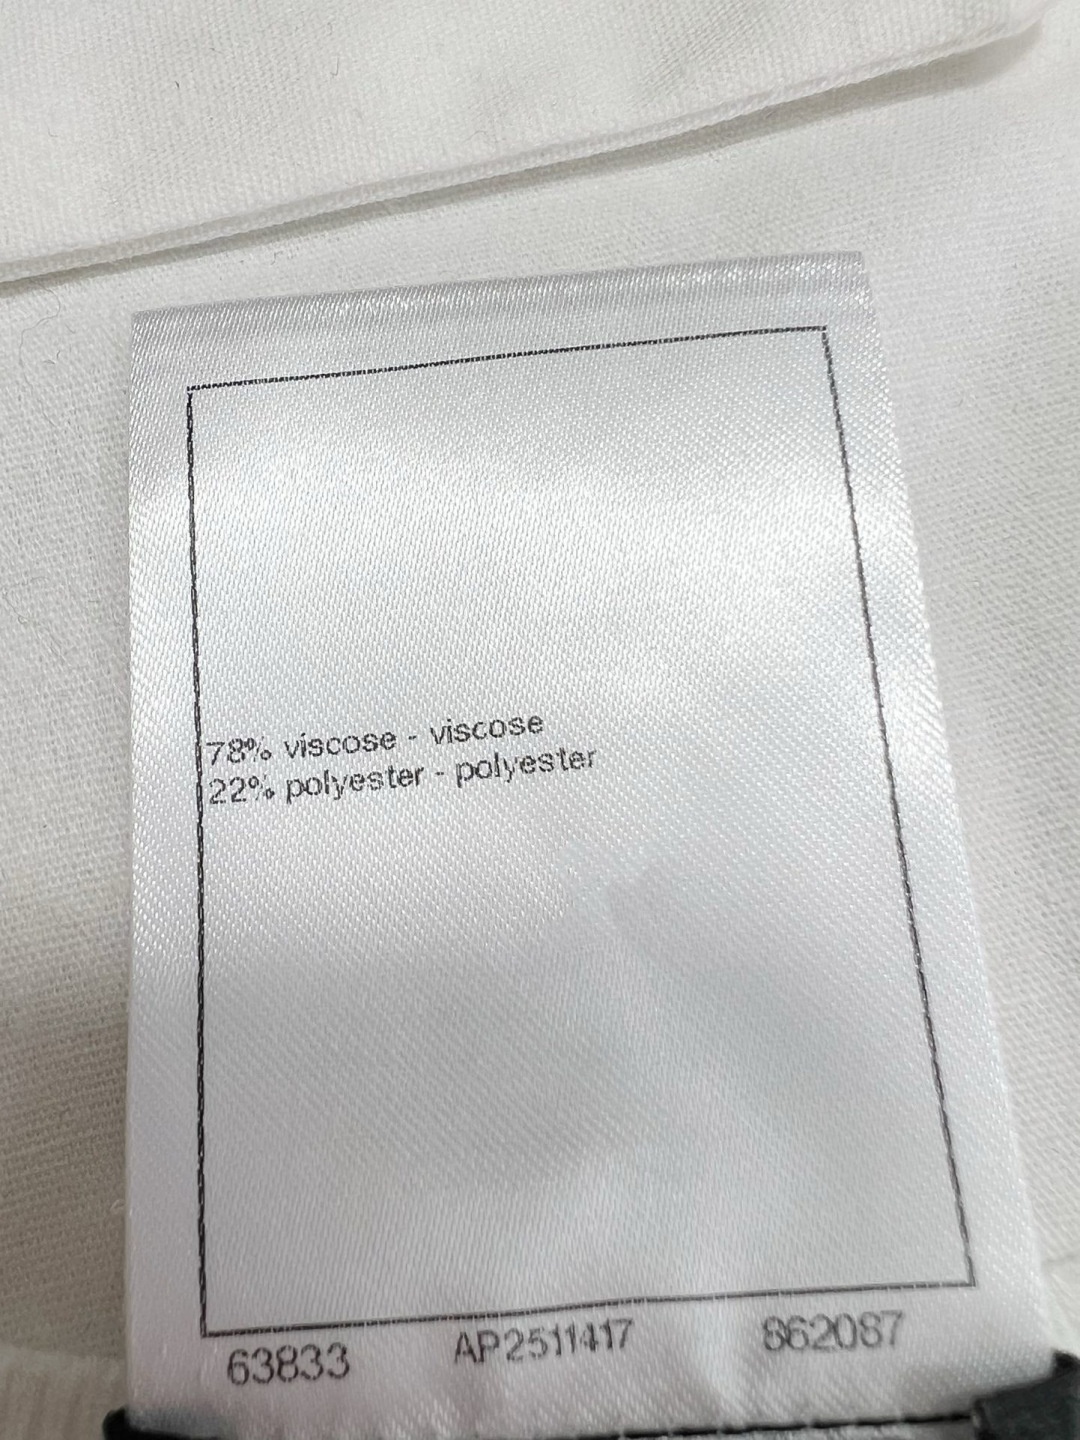 78% viscose - viscose
22% polyester - polyester
63833 AP2511417 862087